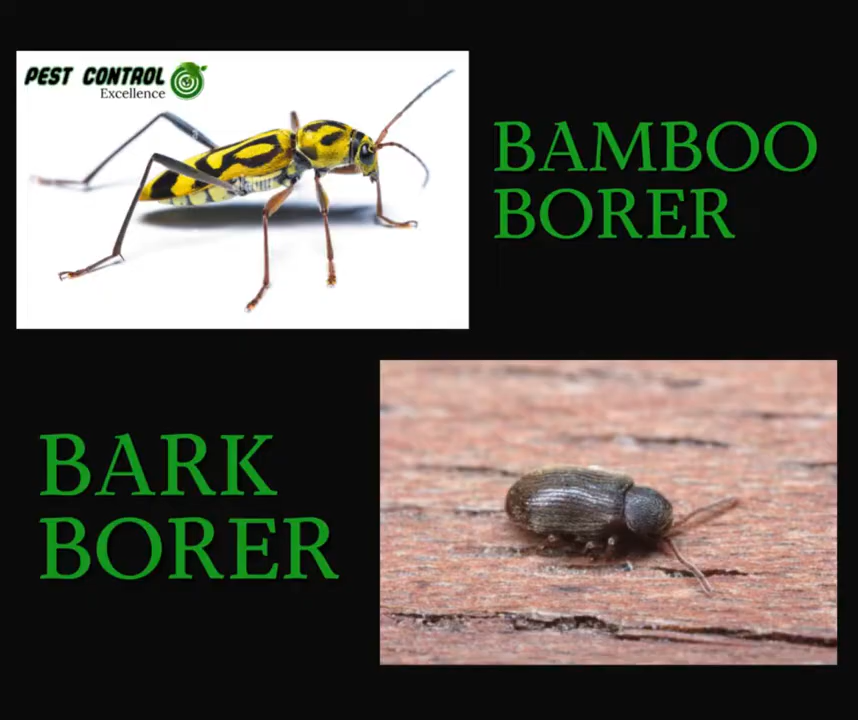 PEST CONTROL
Excellence
BAMBOO
BORER
BARK
BORER